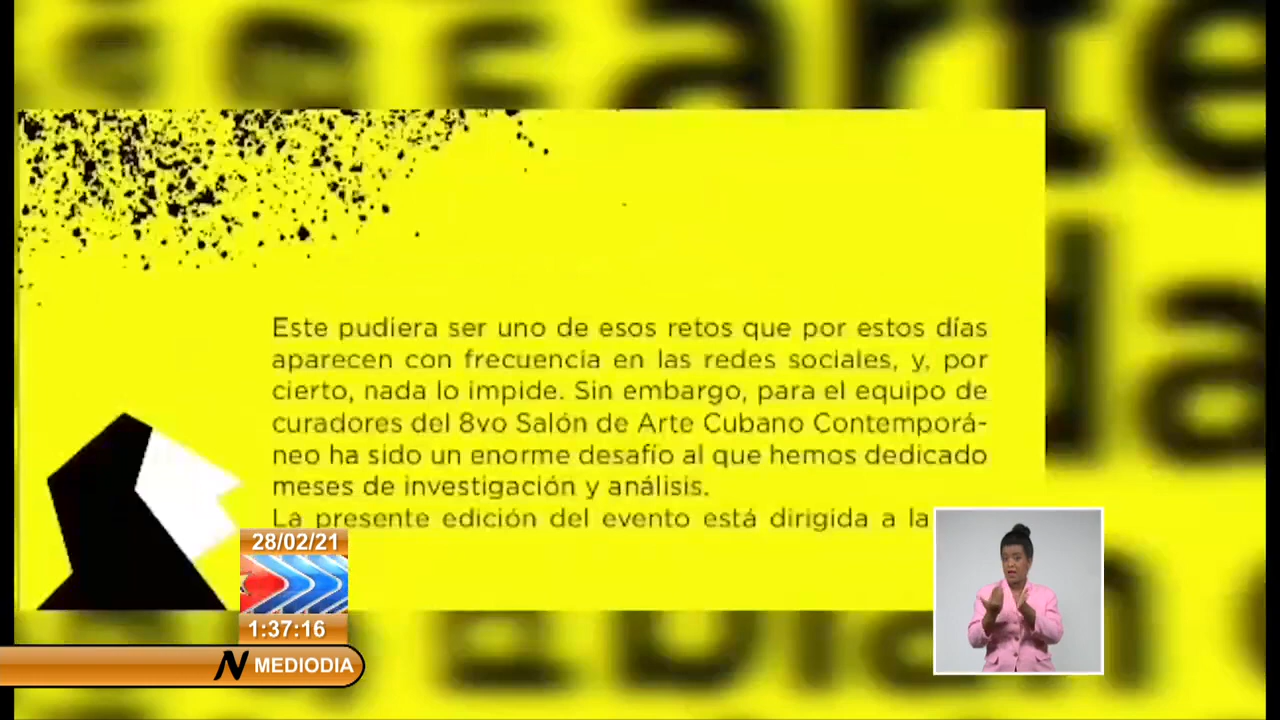 arte
da
Este pudiera ser uno de esos retos que por estos días
aparecen con frecuencia en las redes sociales, y, por
cierto, nada lo impide. Sin embargo, para el equipo de
curadores del 8vo Salón de Arte Cubano Contemporá-
neo ha sido un enorme desafío al que hemos dedicado
meses de investigación y análisis.
La presente edición del evento está dirigida a la
28/02/21
1:37:16
N MEDIODIA